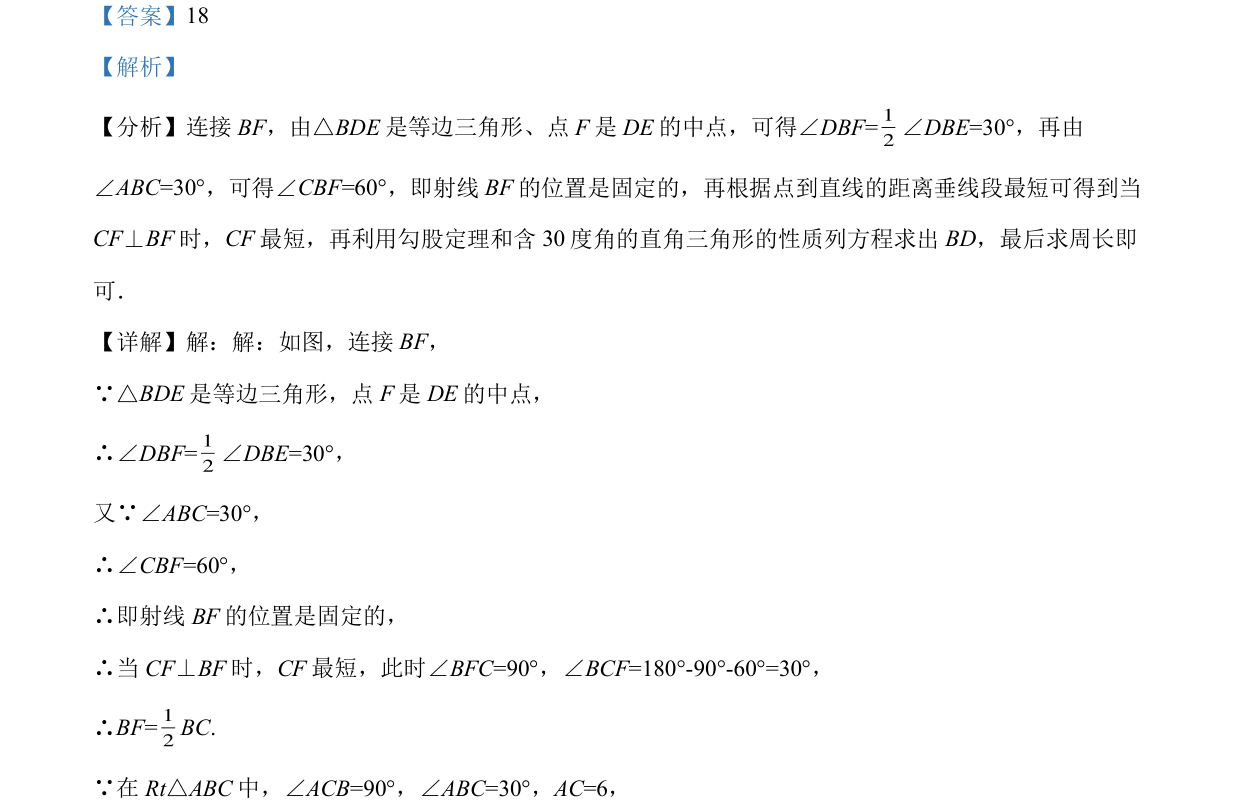 【答案】18
【解析】
【分析】连接 BF，由△BDE 是等边三角形、点 F 是 DE 的中点，可得∠DBF=1/2 ∠DBE=30°，再由
∠ABC=30°，可得∠CBF=60°，即射线 BF 的位置是固定的，再根据点到直线的距离垂线段最短可得到当
CF⊥BF 时，CF 最短，再利用勾股定理和含 30 度角的直角三角形的性质列方程求出 BD，最后求周长即
可．
【详解】解：解：如图，连接 BF，
∵△BDE 是等边三角形，点 F 是 DE 的中点，
∴∠DBF=1/2 ∠DBE=30°，
又∵∠ABC=30°，
∴∠CBF=60°，
∴即射线 BF 的位置是固定的，
∴当 CF⊥BF 时，CF 最短，此时∠BFC=90°，∠BCF=180°-90°-60°=30°，
∴BF=1/2 BC.
∵在 Rt△ABC 中，∠ACB=90°，∠ABC=30°，AC=6，